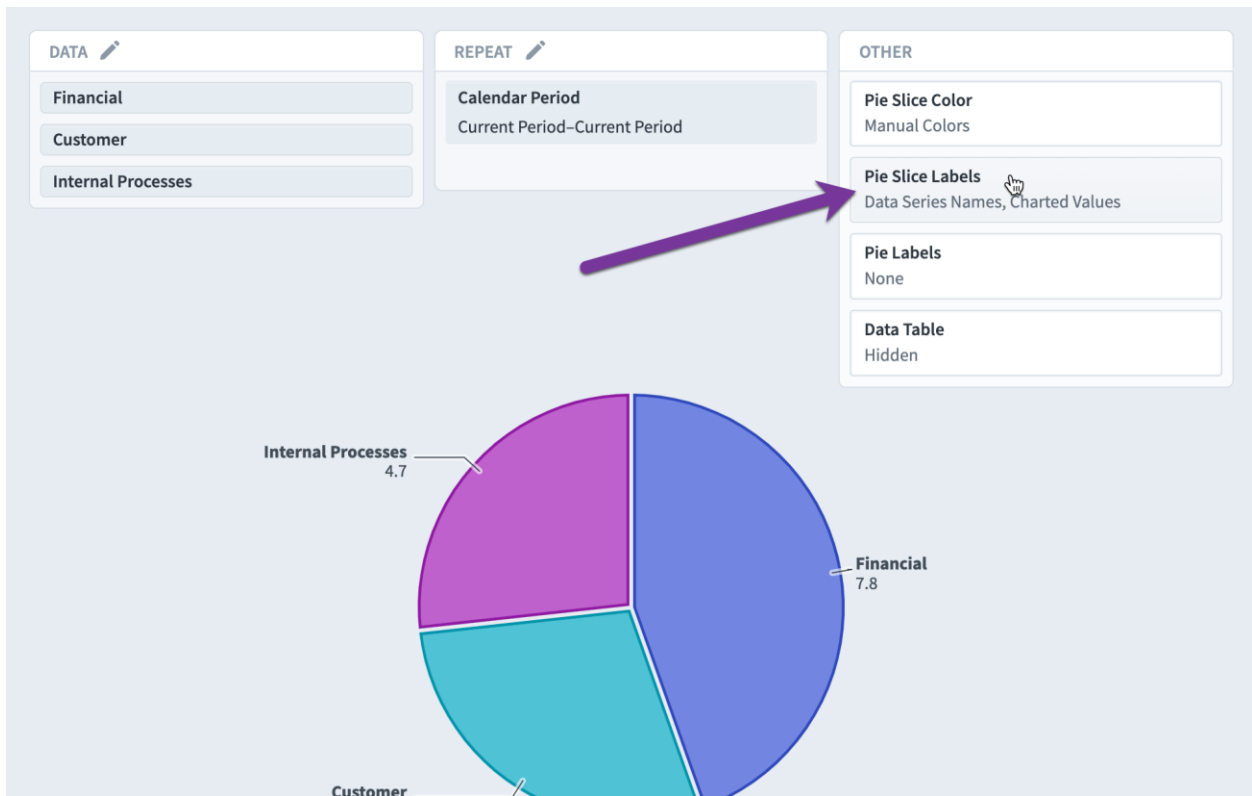 DATA
Financial
Customer
Internal Processes
REPEAT
Calendar Period
Current Period–Current Period
OTHER
Pie Slice Color
Manual Colors
Pie Slice Labels
Data Series Names, Charted Values
Pie Labels
None
Data Table
Hidden
Internal Processes
4.7
Financial
7.8
Customer